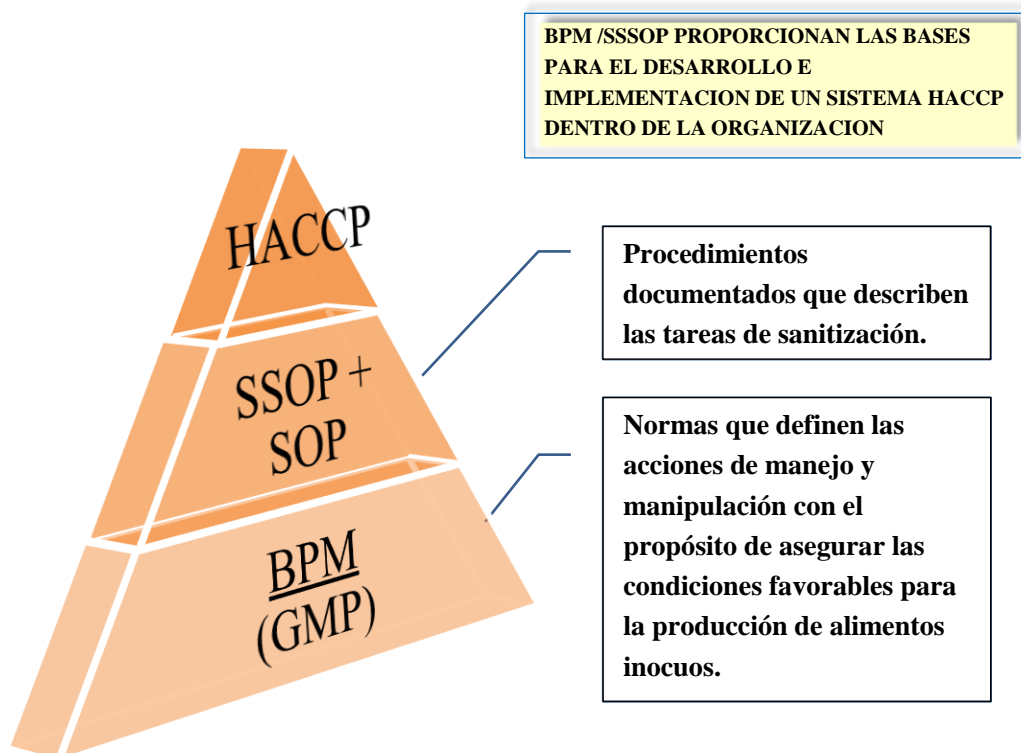 BPM /SSSOP PROPORCIONAN LAS BASES
PARA EL DESARROLLO E
IMPLEMENTACION DE UN SISTEMA HACCP
DENTRO DE LA ORGANIZACION
HACCP
Procedimientos
documentados que describen
las tareas de sanitización.
SSOP +
SOP
Normas que definen las
acciones de manejo y
manipulación con el
propósito de asegurar las
condiciones favorables para
la producción de alimentos
inocuos.
BPM
(GMP)